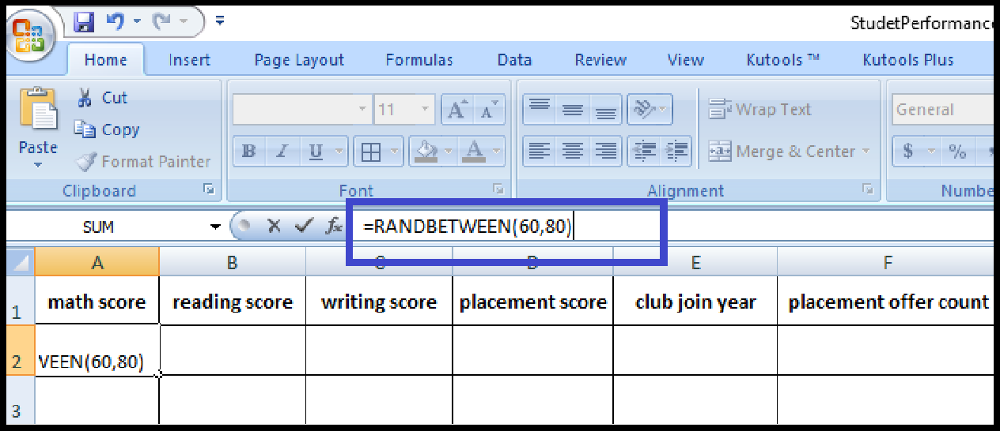 StudetPerformanc
Home Insert Page Layout Formulas Data Review View Kutools ™ Kutools Plus
Cut
Copy
Format Painter
Paste
11
A A
B I U A
Wrap Text
Merge & Center
General
$ %
Clipboard Font Alignment Numbe
SUM fx =RANDBETWEEN(60,80)
A B C D E F
1 math score reading score writing score placement score club join year placement offer count
2 VEEN(60,80)
3